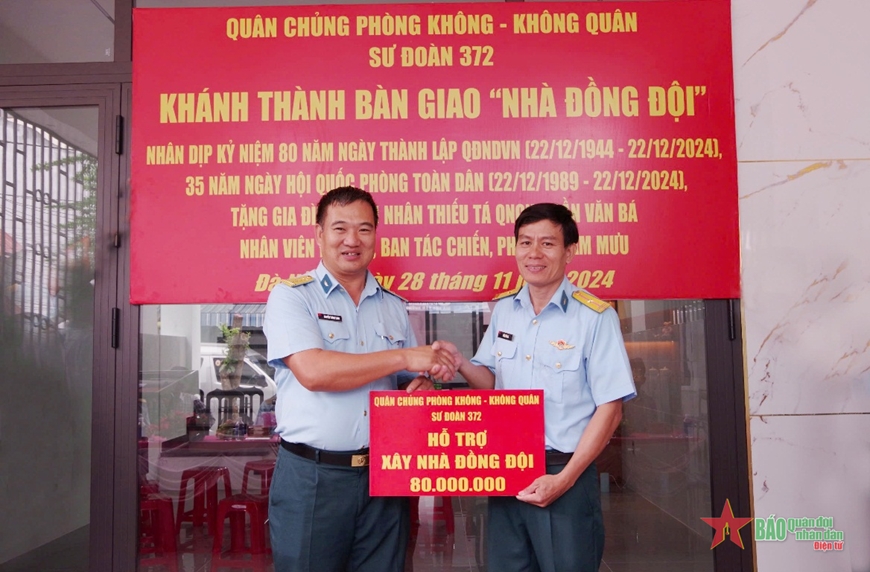 QUÂN CHỦNG PHÒNG KHÔNG - KHÔNG QUÂN
SƯ ĐOÀN 372
KHÁNH THÀNH BÀN GIAO “NHÀ ĐỒNG ĐỘI”
NHÂN DỊP KỶ NIỆM 80 NĂM NGÀY THÀNH LẬP QĐNDVN (22/12/1944 - 22/12/2024),
35 NĂM NGÀY HỘI QUỐC PHÒNG TOÀN DÂN (22/12/1989 - 22/12/2024),
TẶNG GIA NHÂN THIẾU TÁ VĂN BÁ
NHÂN VIÊN BAN TÁC CHIẾN, MƯU
28 tháng 11 2024
QUÂN CHỦNG PHÒNG KHÔNG - KHÔNG QUÂN
SƯ ĐOÀN 372
HỖ TRỢ
XÂY NHÀ ĐỒNG ĐỘI
80.000.000
BÁO Quân đội nhân dân
Điện tử